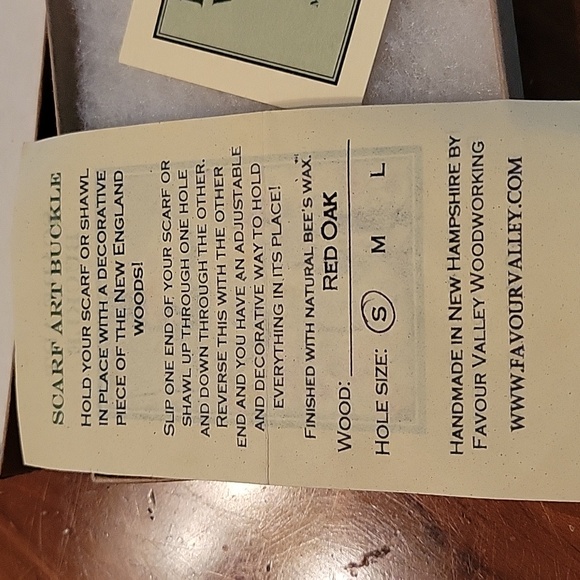 SCARF ART BUCKLE
HOLD YOUR SCARF OR SHAWL
IN PLACE WITH A DECORATIVE
PIECE OF THE NEW ENGLAND
WOODS!
SLIP ONE END OF YOUR SCARF OR
SHAWL UP THROUGH ONE HOLE
AND DOWN THROUGH THE OTHER.
REVERSE THIS WITH THE OTHER
END AND YOU HAVE AN ADJUSTABLE
AND DECORATIVE WAY TO HOLD
EVERYTHING IN ITS PLACE!
FINISHED WITH NATURAL BEE'S WAX.
WOOD: RED OAK
HOLE SIZE: S M L
HANDMADE IN NEW HAMPSHIRE BY
FAVOUR VALLEY WOODWORKING
WWW.FAVOURVALLEY.COM